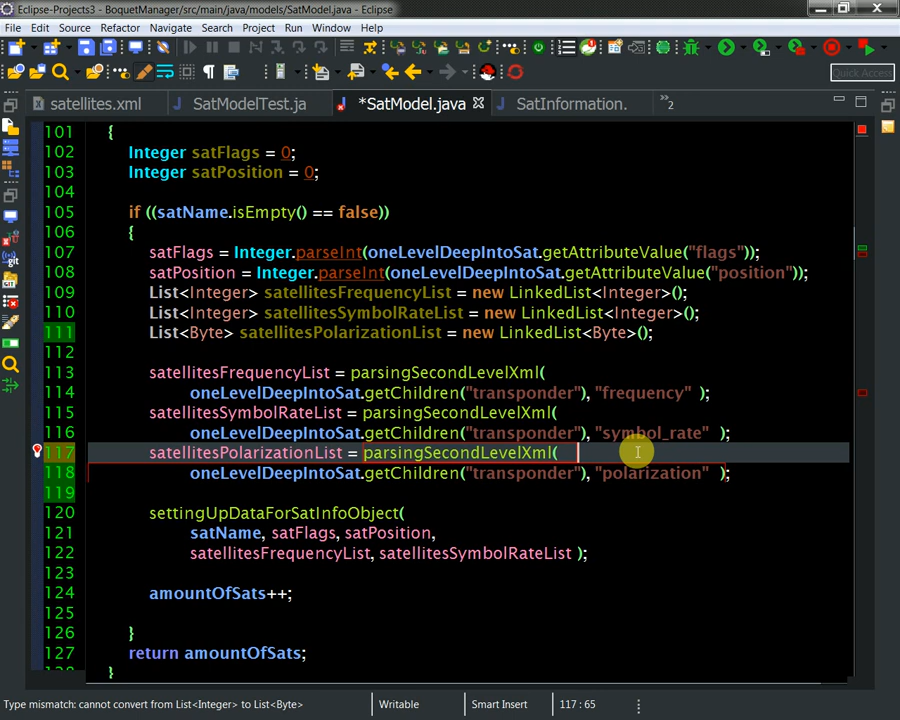 Eclipse-Projects3 - BoquetManager/src/main/java/models/SatModel.java - Eclipse
File Edit Source Refactor Navigate Search Project Run Window Help
Quick Access
satellites.xml SatModelTest.ja *SatModel.java SatInformation. »2
101 {
102 Integer satFlags = 0;
103 Integer satPosition = 0;
104
105 if ((satName.isEmpty() == false))
106 {
107 satFlags = Integer.parseInt(oneLevelDeepIntoSat.getAttributeValue("flags"));
108 satPosition = Integer.parseInt(oneLevelDeepIntoSat.getAttributeValue("position"));
109 List<Integer> satellitesFrequencyList = new LinkedList<Integer>();
110 List<Integer> satellitesSymbolRateList = new LinkedList<Integer>();
111 List<Byte> satellitesPolarizationList = new LinkedList<Byte>();
112
113 satellitesFrequencyList = parsingSecondLevelXml(
114 oneLevelDeepIntoSat.getChildren("transponder"), "frequency" );
115 satellitesSymbolRateList = parsingSecondLevelXml(
116 oneLevelDeepIntoSat.getChildren("transponder"), "symbol_rate" );
117 satellitesPolarizationList = parsingSecondLevelXml(
118 oneLevelDeepIntoSat.getChildren("transponder"), "polarization" );
119
120 settingUpDataForSatInfoObject(
121 satName, satFlags, satPosition,
122 satellitesFrequencyList, satellitesSymbolRateList );
123
124 amountOfSats++;
125
126 }
127 return amountOfSats;
128 }
Type mismatch: cannot convert from List<Integer> to List<Byte> Writable Smart Insert 117 : 65